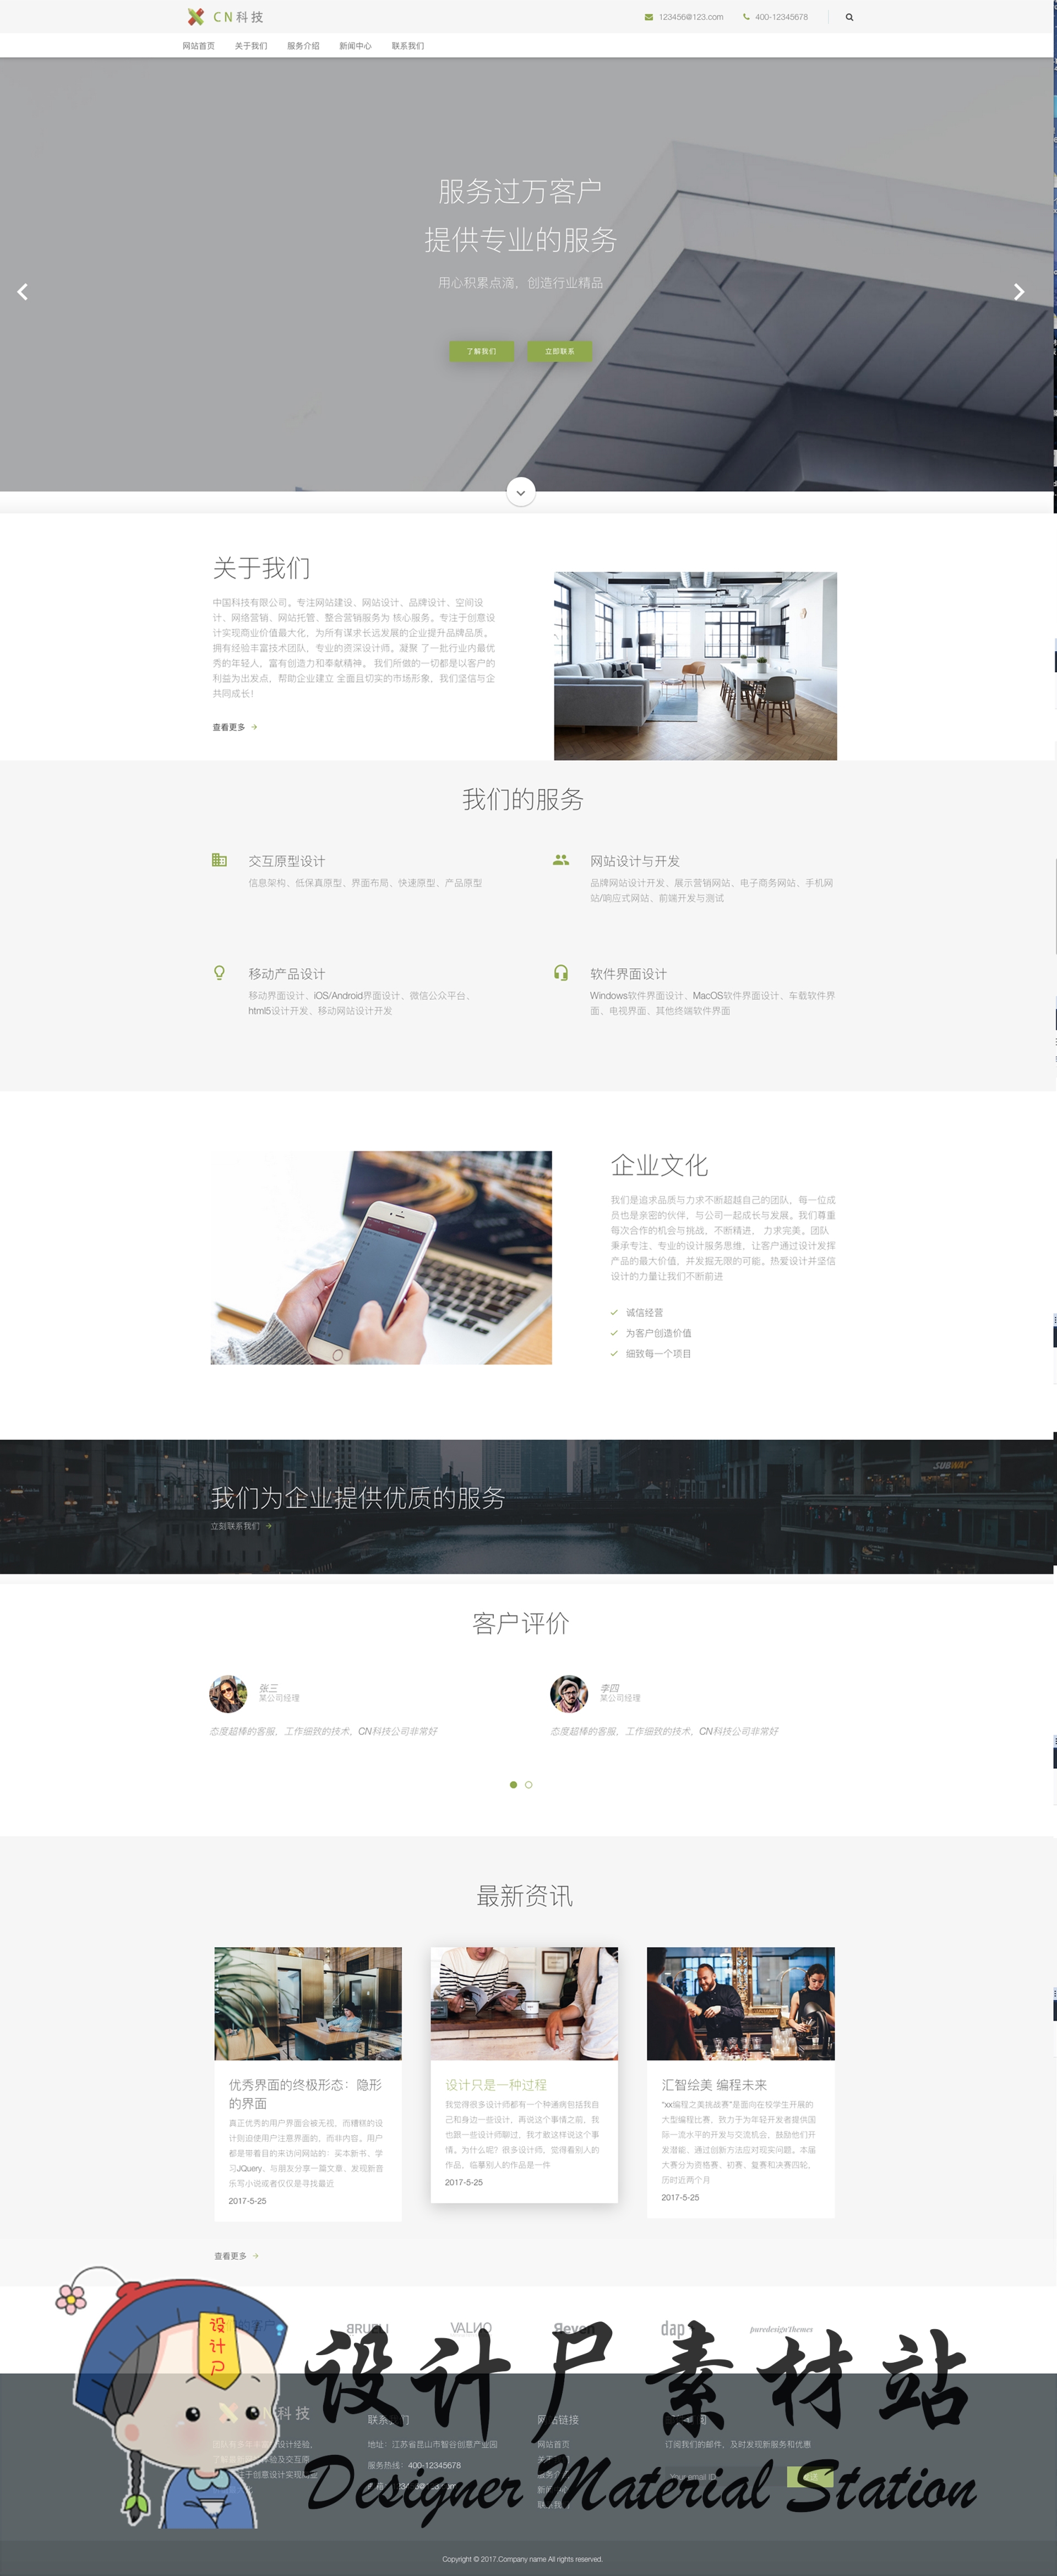 CN科技
123456@123.com
400-12345678
网站首页
关于我们
服务介绍
新闻中心
联系我们
服务过万客户
提供专业的服务
用心积累点滴，创造行业精品
了解我们
立即联系
关于我们
中国科技有限公司。专注网站建设、网站设计、品牌设计、空间设
计、网络营销、网站托管、整合营销服务为 核心服务。专注于创意设
计实现商业价值最大化，为所有谋求长远发展的企业提升品牌品质。
拥有经验丰富技术团队，专业的资深设计师。凝聚 了一批行业内最优
秀的年轻人，富有创造力和奉献精神。 我们所做的一切都是以客户的
利益为出发点，帮助企业建立 全面且切实的市场形象，我们坚信与企
共同成长！
查看更多
我们的服务
交互原型设计
信息架构、低保真原型、界面布局、快速原型、产品原型
网站设计与开发
品牌网站设计开发、展示营销网站、电子商务网站、手机网
站/响应式网站、前端开发与测试
移动产品设计
移动界面设计、iOS/Android界面设计、微信公众平台、
html5设计开发、移动网站设计开发
软件界面设计
Windows软件界面设计、MacOS软件界面设计、车载软件界
面、电视界面、其他终端软件界面
企业文化
我们是追求品质与力求不断超越自己的团队，每一位成
员也是亲密的伙伴，与公司一起成长与发展。我们尊重
每次合作的机会与挑战，不断精进， 力求完美。团队
秉承专注、专业的设计服务思维，让客户通过设计发挥
产品的最大价值，并发掘无限的可能。热爱设计并坚信
设计的力量让我们不断前进
诚信经营
为客户创造价值
细致每一个项目
SUBWAY
我们为企业提供优质的服务
立刻联系我们
客户评价
张三
某公司经理
态度超棒的客服，工作细致的技术，CN科技公司非常好
李四
某公司经理
态度超棒的客服，工作细致的技术，CN科技公司非常好
最新资讯
优秀界面的终极形态：隐形
的界面
真正优秀的用户界面会被无视，而糟糕的设
计则迫使用户注意界面的，而非内容。用户
都是带着目的来访问网站的：买本新书、学
习JQuery、与朋友分享一篇文章、发现新音
乐写小说或者仅仅是寻找最近
2017-5-25
设计只是一种过程
我觉得很多设计师都有一个种通病包括我自
己和身边一些设计，再说这个事情之前，我
也跟一些设计师聊过，我才敢这样说这个事
情。为什么呢？很多设计师，觉得看别人的
作品，临摹别人的作品是一件
2017-5-25
汇智绘美 编程未来
“xx编程之美挑战赛”是面向在校学生开展的
大型编程比赛，致力于为年轻开发者提供国
际一流水平的开发与交流机会，鼓励他们开
发潜能、通过创新方法应对现实问题。本届
大赛分为资格赛、初赛、复赛和决赛四轮，
历时近两个月
2017-5-25
查看更多
VALNO
dap
puredesignThemes
设计尸
设计尸素材站
科技
网站链接
地址：江苏省昆山市智谷创意产业园
服务热线：400-12345678
网站首页
订阅我们的邮件，及时发现新服务和优惠
Designer Material Station
Copyright © 2017.Company name All rights reserved.